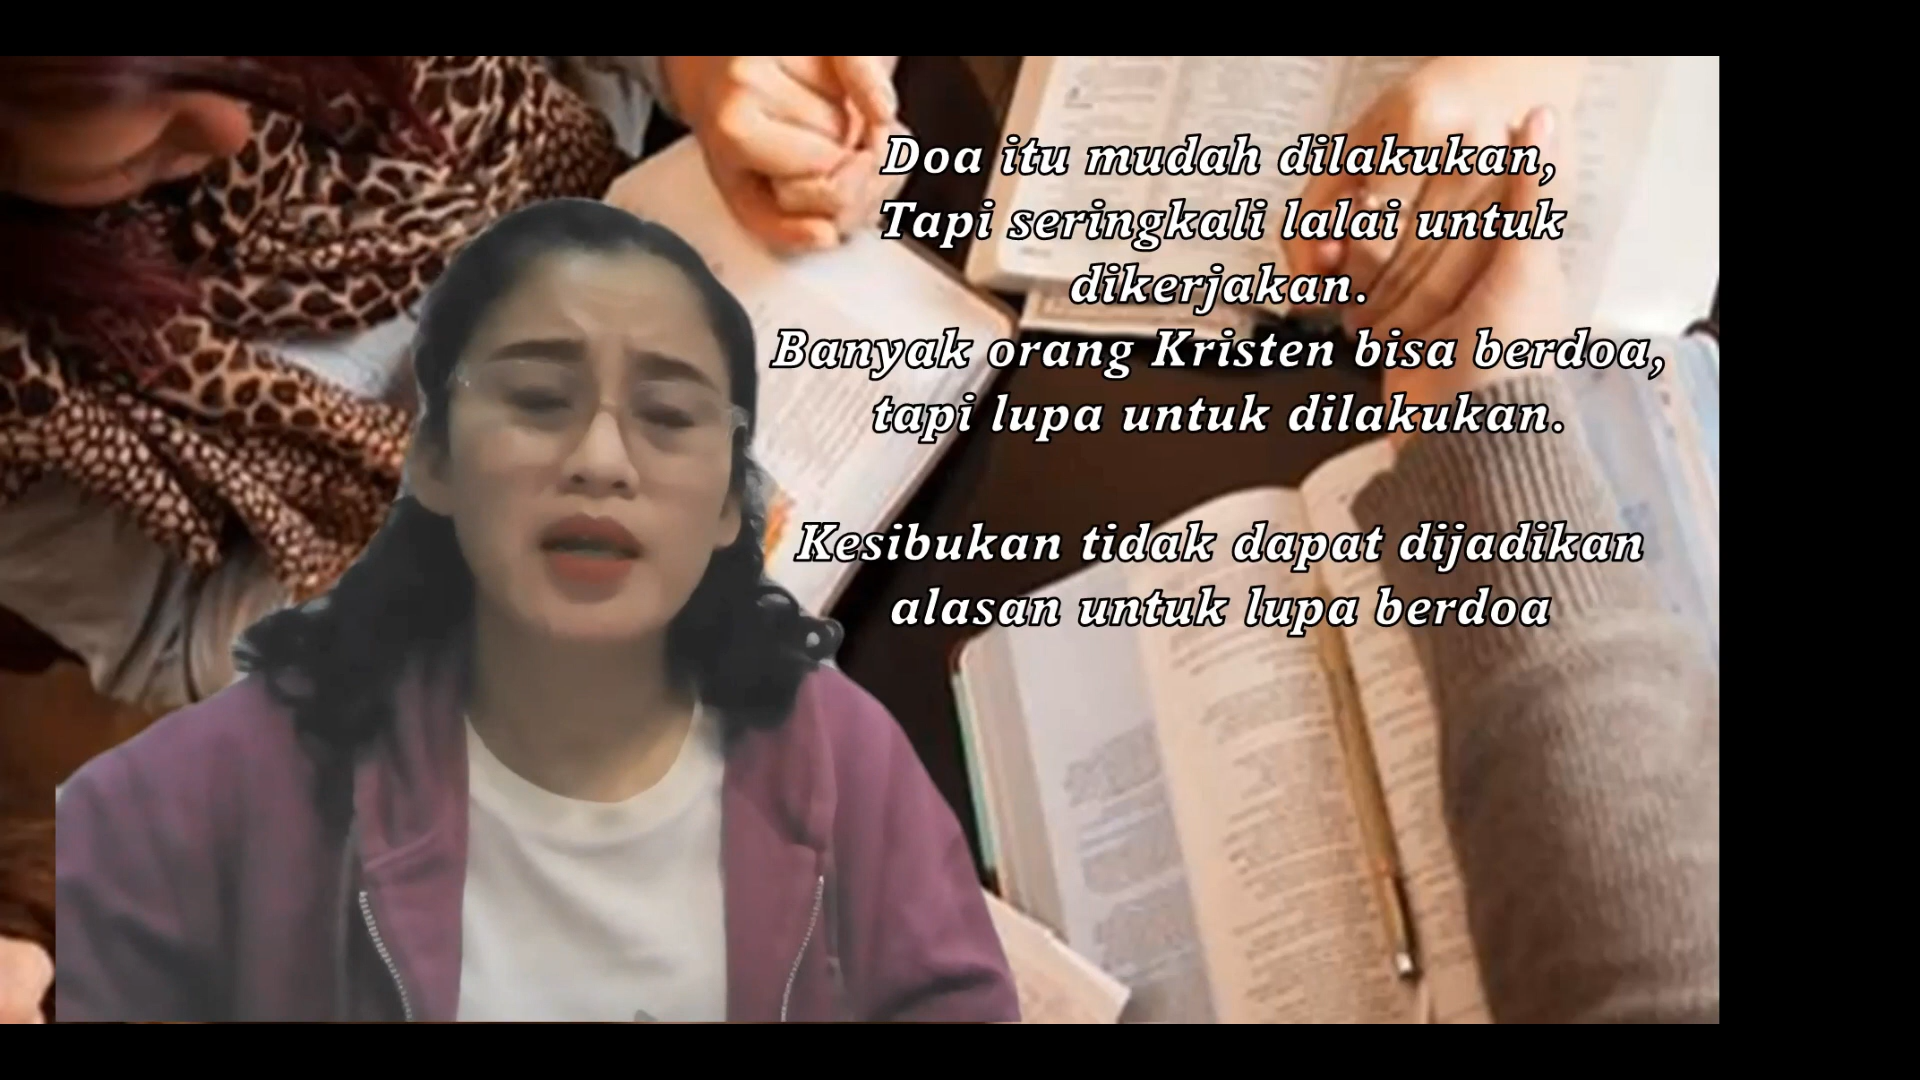 Doa itu mudah dilakukan,
Tapi seringkali lalai untuk
dikerjakan.
Banyak orang Kristen bisa berdoa,
tapi lupa untuk dilakukan.
Kesibukan tidak dapat dijadikan
alasan untuk lupa berdoa